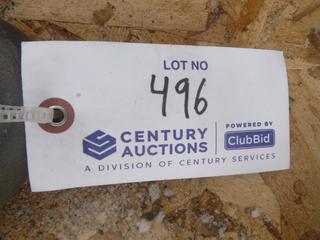 LOT NO
496
CENTURY AUCTIONS
POWERED BY
ClubBid
A DIVISION OF CENTURY SERVICES